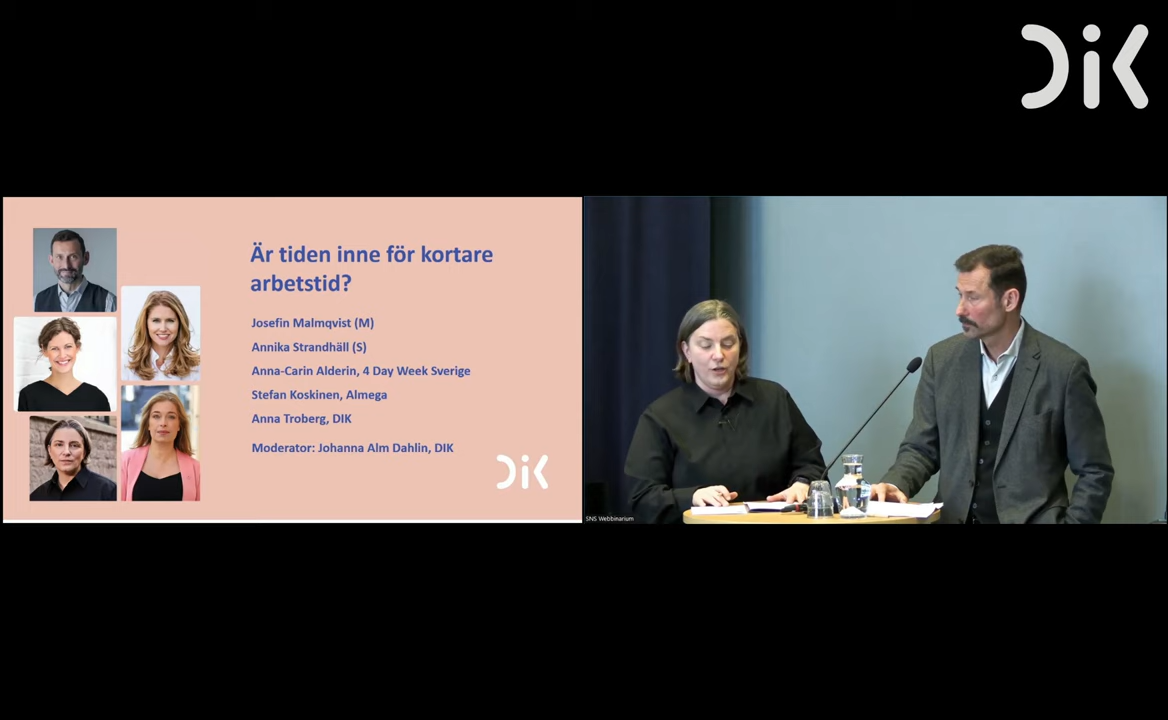 DiK
Är tiden inne för kortare
arbetstid?
Josefin Malmqvist (M)
Annika Strandhäll (S)
Anna-Carin Alderin, 4 Day Week Sverige
Stefan Koskinen, Almega
Anna Troberg, DIK
Moderator: Johanna Alm Dahlin, DIK
DiK
SNS Webbinarium